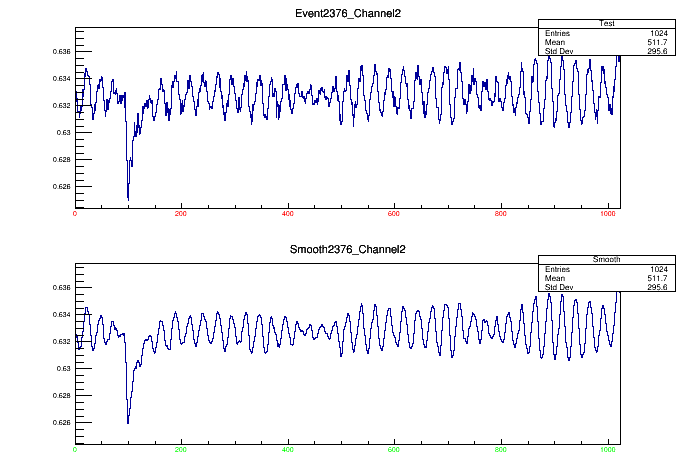 Event2376_Channel2
Test
Entries 1024
Mean 511.7
Std Dev 295.6
0.636
0.634
0.632
0.63
0.628
0.626
0 200 400 600 800 1000
Smooth2376_Channel2
Smooth
Entries 1024
Mean 511.7
Std Dev 295.6
0.636
0.634
0.632
0.63
0.628
0.626
0 200 400 600 800 1000